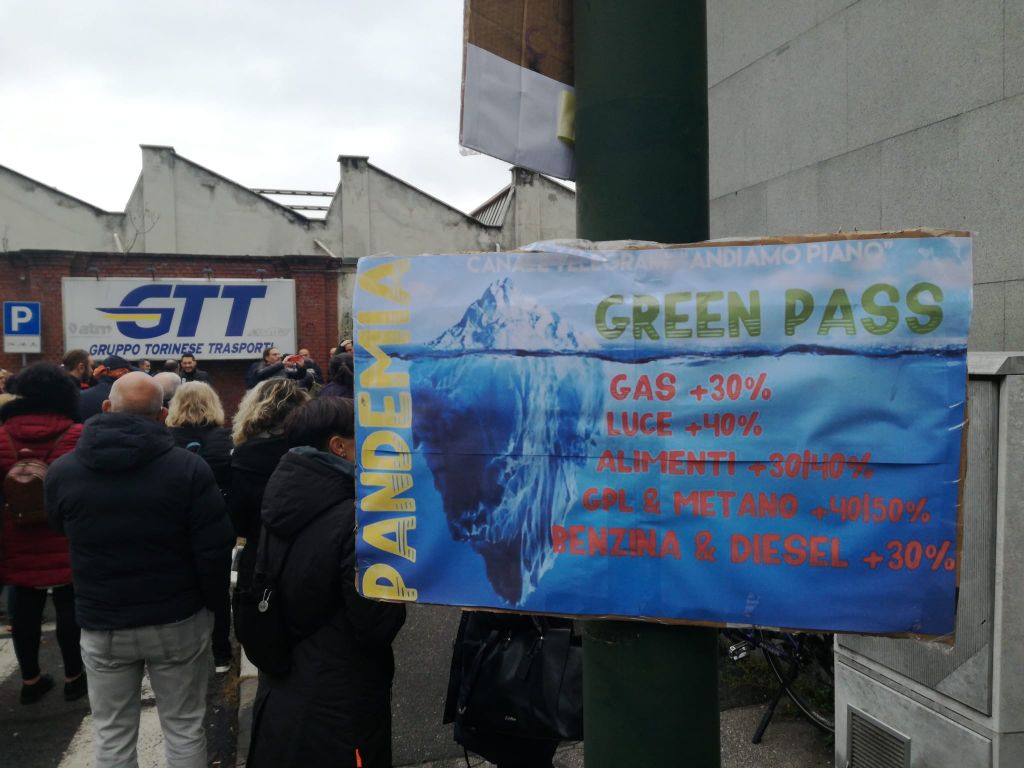 P
atm
GTT
GRUPPO TORINESE TRASPORTI
CANALE TELEGRAM "ANDIAMO PIANO"
PANDEMIA
GREEN PASS
GAS +30%
LUCE +40%
ALIMENTI +30/40%
GPL & METANO +40/50%
BENZINA & DIESEL +30%